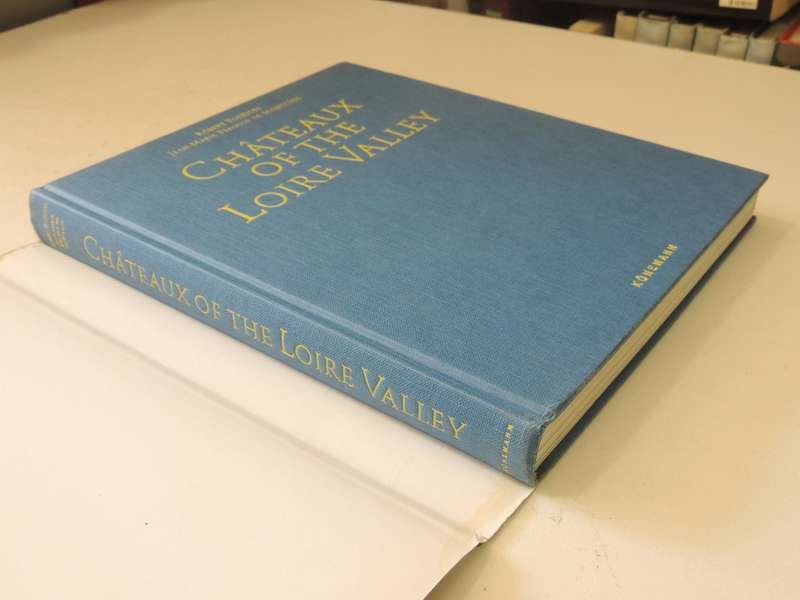 CHÂTEAUX
OF THE
LOIRE VALLEY
KÖNEMANN
CHÂTEAUX OF THE LOIRE VALLEY
KÖNEMANN